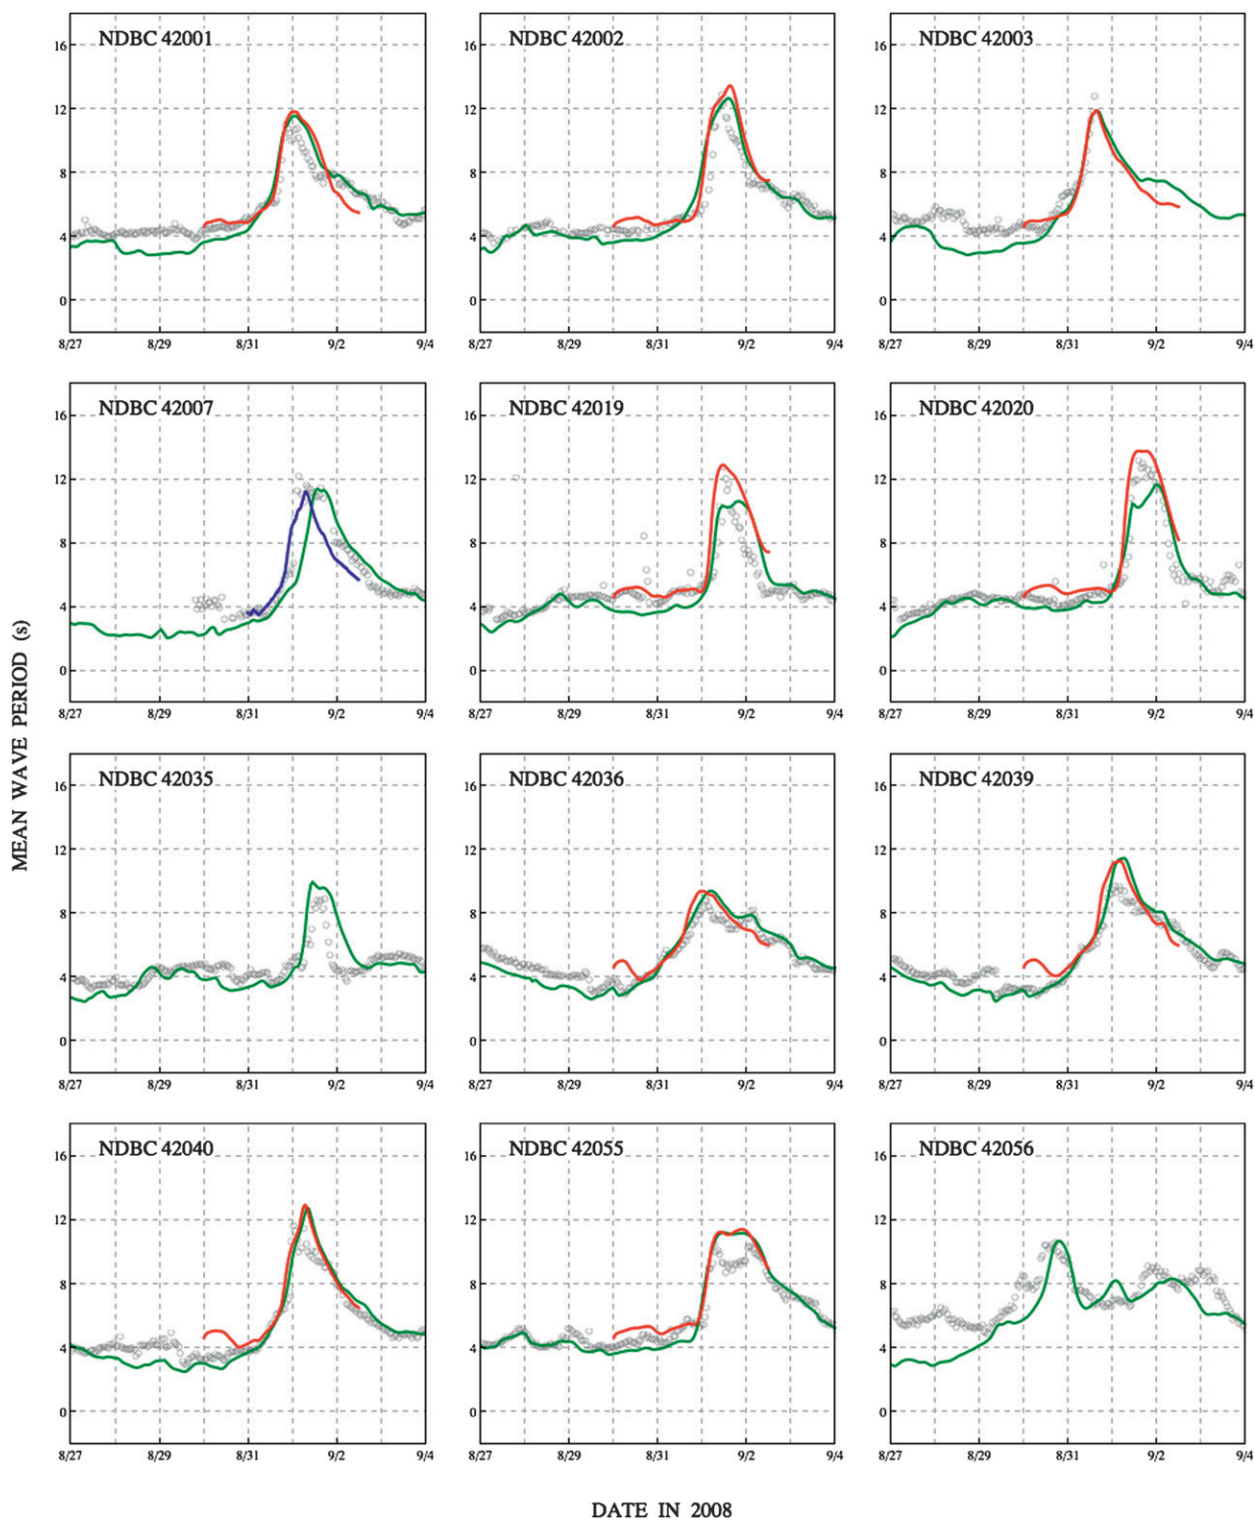 NDBC 42001 NDBC 42002 NDBC 42003
16 16 16
12 12 12
8 8 8
4 4 4
0 0 0
8/27 8/29 8/31 9/2 9/4 8/27 8/29 8/31 9/2 9/4 8/27 8/29 8/31 9/2 9/4
NDBC 42007 NDBC 42019 NDBC 42020
16 16 16
12 12 12
8 8 8
4 4 4
0 0 0
8/27 8/29 8/31 9/2 9/4 8/27 8/29 8/31 9/2 9/4 8/27 8/29 8/31 9/2 9/4
MEAN WAVE PERIOD (s)
NDBC 42035 NDBC 42036 NDBC 42039
16 16 16
12 12 12
8 8 8
4 4 4
0 0 0
8/27 8/29 8/31 9/2 9/4 8/27 8/29 8/31 9/2 9/4 8/27 8/29 8/31 9/2 9/4
NDBC 42040 NDBC 42055 NDBC 42056
16 16 16
12 12 12
8 8 8
4 4 4
0 0 0
8/27 8/29 8/31 9/2 9/4 8/27 8/29 8/31 9/2 9/4 8/27 8/29 8/31 9/2 9/4
DATE IN 2008